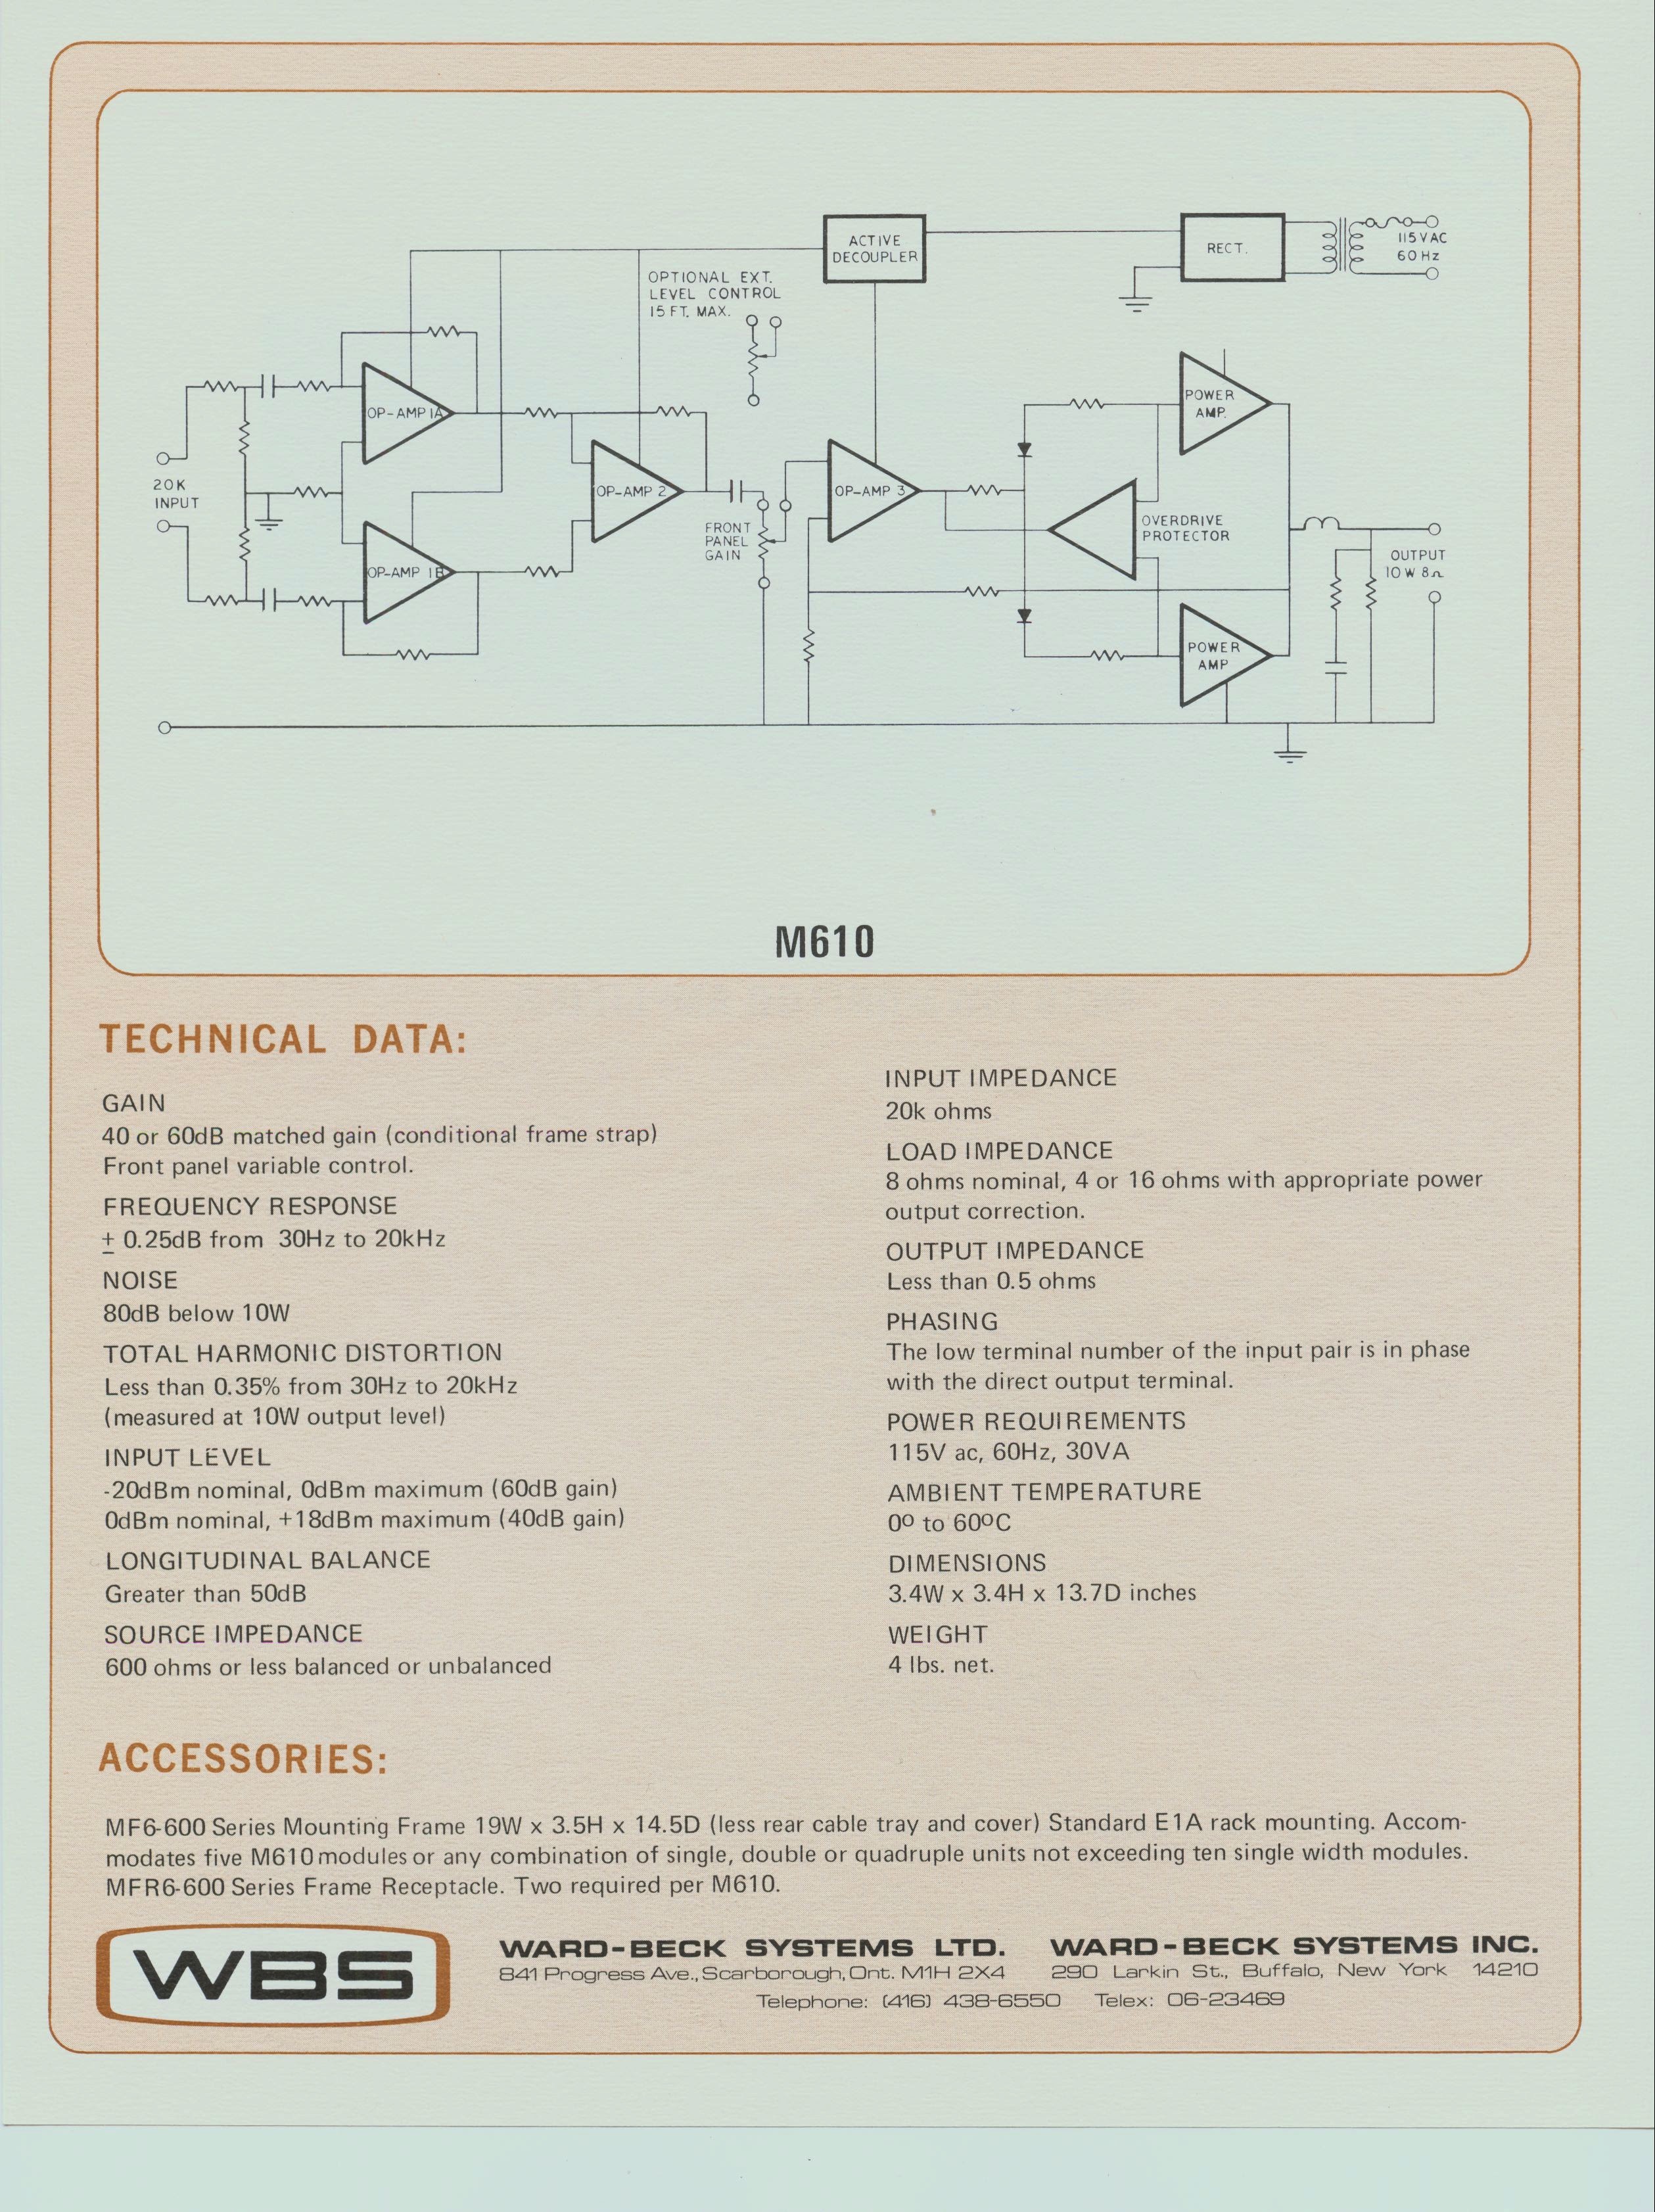 ACTIVE
DECOUPLER
RECT.
115VAC
60 Hz
OPTIONAL EXT.
LEVEL CONTROL
15 FT. MAX.
OP-AMP 1A
POWER
AMP.
20K
INPUT
OP-AMP 2
OP-AMP 3
FRONT
PANEL
GAIN
OVERDRIVE
PROTECTOR
OUTPUT
10 W 8Ω
OP-AMP 1B
POWER
AMP
M610
TECHNICAL DATA:
GAIN
40 or 60dB matched gain (conditional frame strap)
Front panel variable control.
FREQUENCY RESPONSE
± 0.25dB from 30Hz to 20kHz
NOISE
80dB below 10W
TOTAL HARMONIC DISTORTION
Less than 0.35% from 30Hz to 20kHz
(measured at 10W output level)
INPUT LEVEL
-20dBm nominal, 0dBm maximum (60dB gain)
0dBm nominal, +18dBm maximum (40dB gain)
LONGITUDINAL BALANCE
Greater than 50dB
SOURCE IMPEDANCE
600 ohms or less balanced or unbalanced
INPUT IMPEDANCE
20k ohms
LOAD IMPEDANCE
8 ohms nominal, 4 or 16 ohms with appropriate power
output correction.
OUTPUT IMPEDANCE
Less than 0.5 ohms
PHASING
The low terminal number of the input pair is in phase
with the direct output terminal.
POWER REQUIREMENTS
115V ac, 60Hz, 30VA
AMBIENT TEMPERATURE
0º to 60ºC
DIMENSIONS
3.4W x 3.4H x 13.7D inches
WEIGHT
4 lbs. net.
ACCESSORIES:
MF6-600 Series Mounting Frame 19W x 3.5H x 14.5D (less rear cable tray and cover) Standard E1A rack mounting. Accom-
modates five M610 modules or any combination of single, double or quadruple units not exceeding ten single width modules.
MFR6-600 Series Frame Receptacle. Two required per M610.
WBS
WARD-BECK SYSTEMS LTD. WARD-BECK SYSTEMS INC.
841 Progress Ave., Scarborough, Ont. M1H 2X4 290 Larkin St., Buffalo, New York 14210
Telephone: (416) 438-6550 Telex: 06-23469